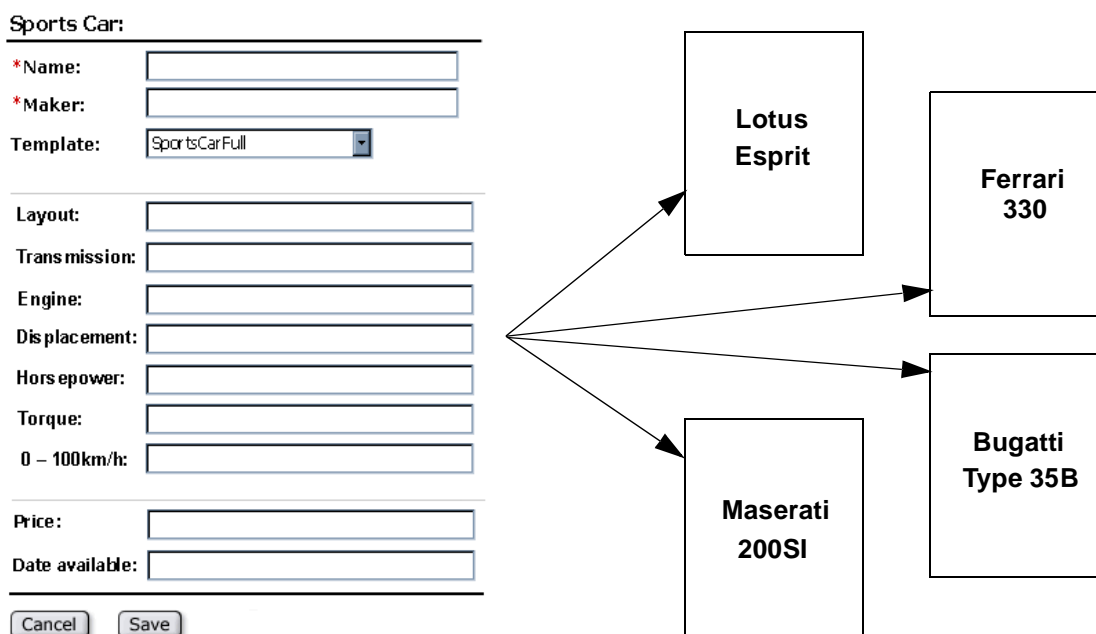 Sports Car:
*Name:
*Maker:
Template: SportsCarFull
Layout:
Transmission:
Engine:
Displacement:
Horsepower:
Torque:
0 – 100km/h:
Price:
Date available:
Cancel Save
Lotus
Esprit
Ferrari
330
Bugatti
Type 35B
Maserati
200SI